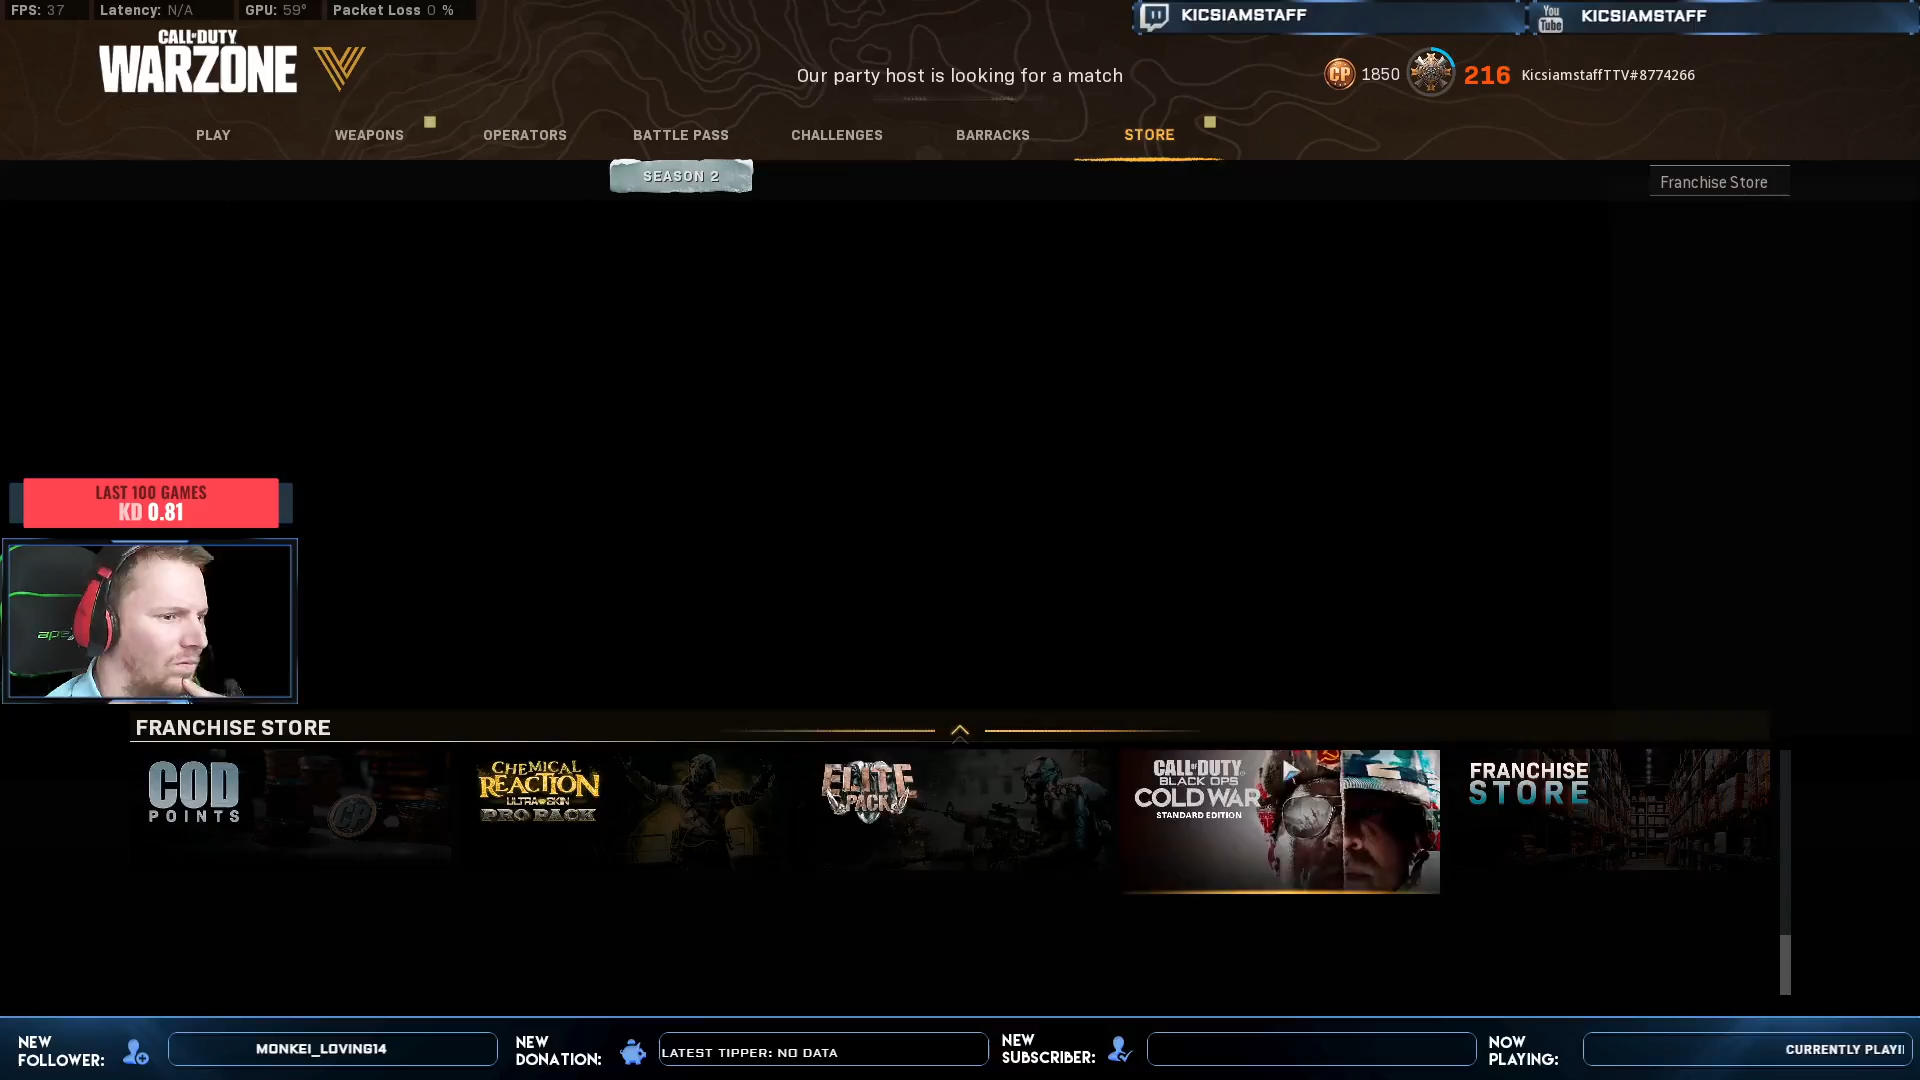 FPS: 37
Latency: N/A
GPU: 59°
Packet Loss 0 %
KICSIAMSTAFF
You Tube
KICSIAMSTAFF
CALL OF DUTY
WARZONE
Our party host is looking for a match
CP
1850
216
KicsiamstaffTTV#8774266
PLAY
WEAPONS
OPERATORS
BATTLE PASS
CHALLENGES
BARRACKS
STORE
SEASON 2
Franchise Store
LAST 100 GAMES
KD 0.81
apex
FRANCHISE STORE
COD
POINTS
CP
CHEMICAL
REACTION
ULTRA SKIN
PRO PACK
ELITE
PACK
CALL OF DUTY
BLACK OPS
COLD WAR
STANDARD EDITION
FRANCHISE
STORE
NEW
FOLLOWER:
MONKEI_LOVING14
NEW
DONATION:
LATEST TIPPER: NO DATA
NEW
SUBSCRIBER:
NOW
PLAYING:
CURRENTLY PLAYI